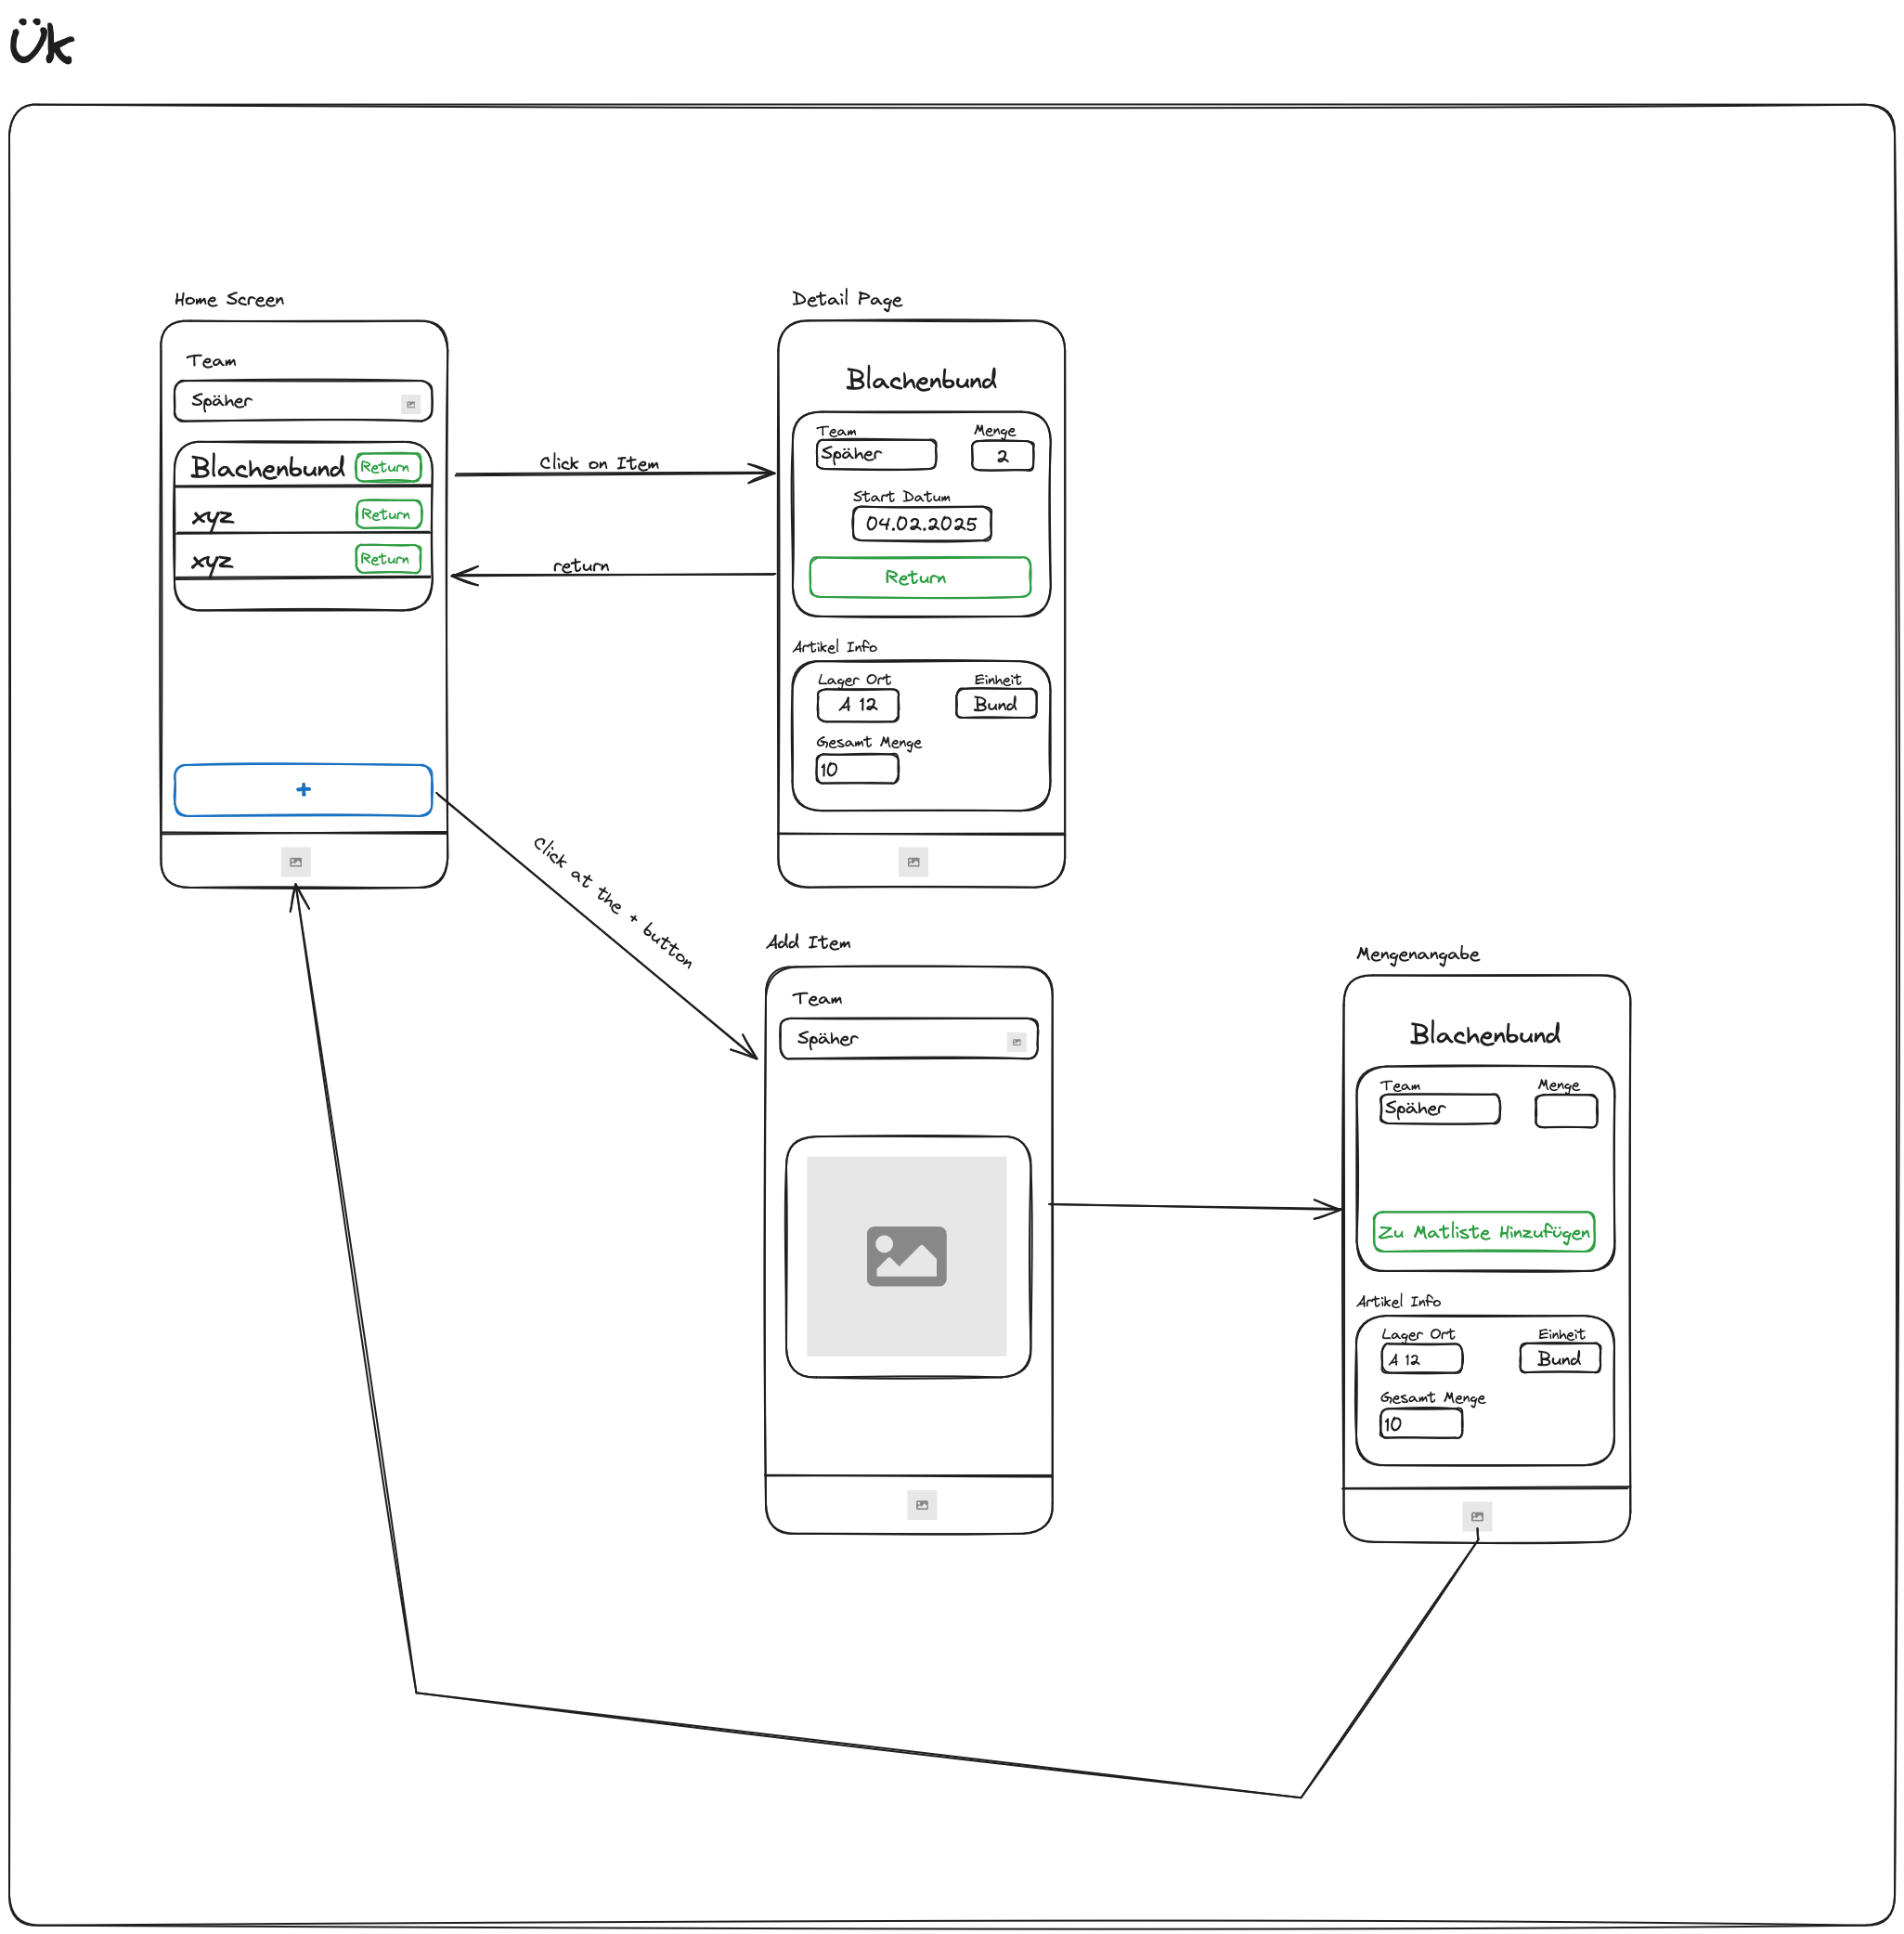 Ük
Home Screen
Team
Späher
Blachenbund Return
xyz Return
xyz Return
+
Click on Item
return
Detail Page
Blachenbund
Team Menge
Späher 2
Start Datum
04.02.2025
Return
Artikel Info
Lager Ort Einheit
A 12 Bund
Gesamt Menge
10
Click at the + button
Add Item
Team
Späher
Mengenangabe
Blachenbund
Team Menge
Späher
Zu Matliste Hinzufügen
Artikel Info
Lager Ort Einheit
A 12 Bund
Gesamt Menge
10